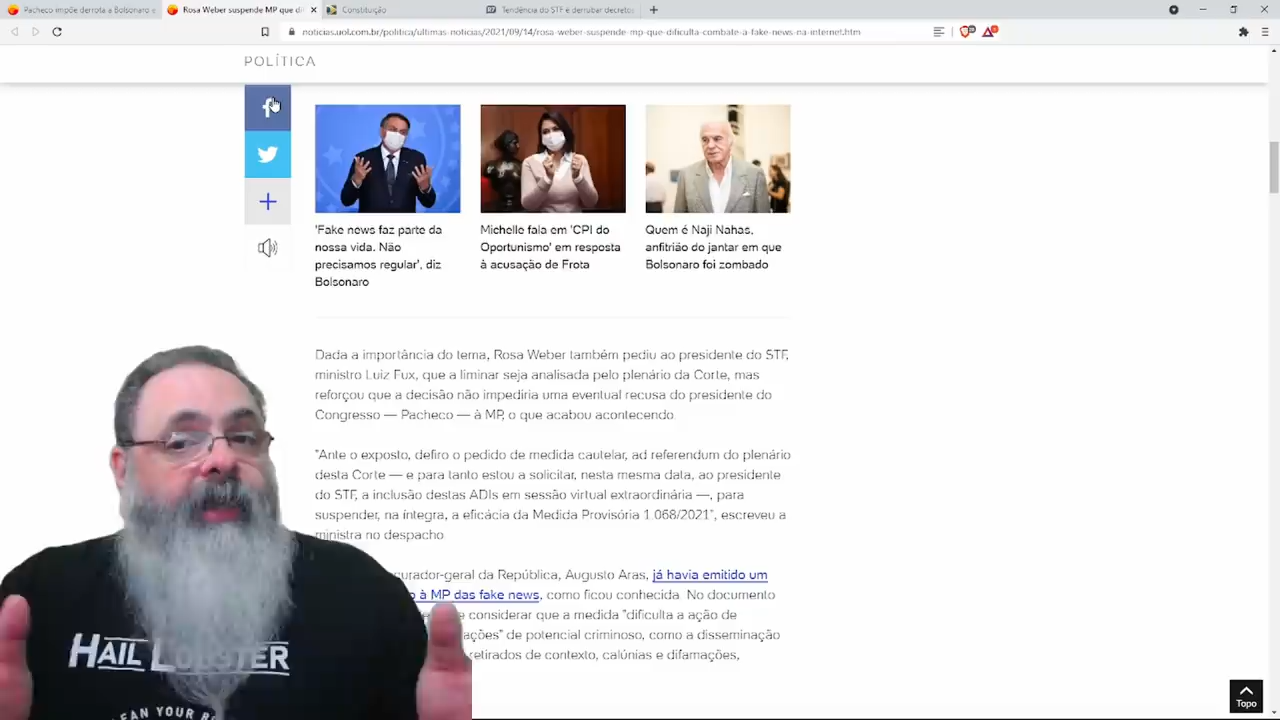 Pacheco impõe derrota a Bolsonaro e
Rosa Weber suspende MP que di
Constituição
Tendência do STF é derrubar decretos
noticias.uol.com.br/politica/ultimas-noticias/2021/09/14/rosa-weber-suspende-mp-que-dificulta-combate-a-fake-news-na-internet.htm
POLÍTICA
'Fake news faz parte da
nossa vida. Não
precisamos regular', diz
Bolsonaro
Michelle fala em 'CPI do
Oportunismo' em resposta
à acusação de Frota
Quem é Naji Nahas,
anfitrião do jantar em que
Bolsonaro foi zombado
Dada a importância do tema, Rosa Weber também pediu ao presidente do STF,
ministro Luiz Fux, que a liminar seja analisada pelo plenário da Corte, mas
reforçou que a decisão não impediria uma eventual recusa do presidente do
Congresso — Pacheco — à MP, o que acabou acontecendo.
"Ante o exposto, defiro o pedido de medida cautelar, ad referendum do plenário
desta Corte — e para tanto estou a solicitar, nesta mesma data, ao presidente
do STF, a inclusão destas ADIs em sessão virtual extraordinária —, para
suspender, na íntegra, a eficácia da Medida Provisória 1.068/2021", escreveu a
ministra no despacho.
curador-geral da República, Augusto Aras, já havia emitido um
o à MP das fake news, como ficou conhecida. No documento
e considerar que a medida "dificulta a ação de
ações" de potencial criminoso, como a disseminação
retirados de contexto, calúnias e difamações,
HAIL
LEAN YOUR
Topo